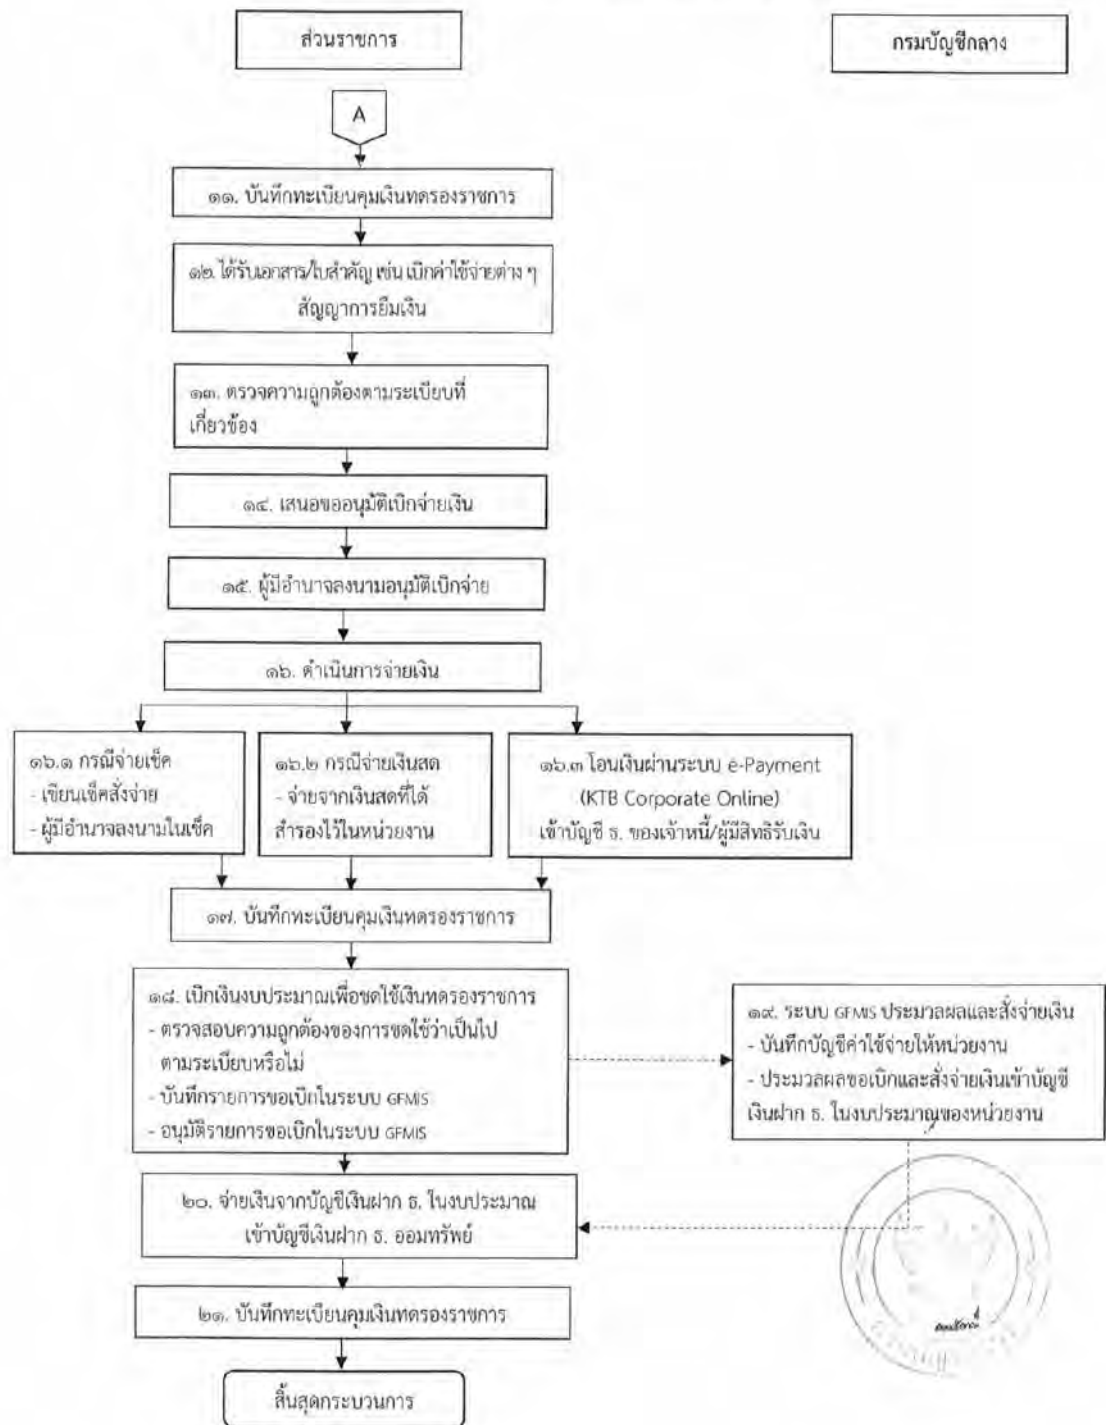 ส่วนราชการ
กรมบัญชีกลาง
A
๑๑. บันทึกทะเบียนคุมเงินทดรองราชการ
๑๒. ได้รับเอกสาร/ใบสำคัญ เช่น เบิกค่าใช้จ่ายต่าง ๆ
สัญญาการยืมเงิน
๑๓. ตรวจความถูกต้องตามระเบียบที่
เกี่ยวข้อง
๑๔. เสนอขออนุมัติเบิกจ่ายเงิน
๑๕. ผู้มีอำนาจลงนามอนุมัติเบิกจ่าย
๑๖. ดำเนินการจ่ายเงิน
๑๖.๑ กรณีจ่ายเช็ค
- เขียนเช็คสั่งจ่าย
- ผู้มีอำนาจลงนามในเช็ค
๑๖.๒ กรณีจ่ายเงินสด
- จ่ายจากเงินสดที่ได้
สำรองไว้ในหน่วยงาน
๑๖.๓ โอนเงินผ่านระบบ e-Payment
(KTB Corporate Online)
เข้าบัญชี ธ. ของเจ้าหนี้/ผู้มีสิทธิรับเงิน
๑๗. บันทึกทะเบียนคุมเงินทดรองราชการ
๑๘. เบิกเงินงบประมาณเพื่อชดใช้เงินทดรองราชการ
- ตรวจสอบความถูกต้องของการชดใช้ว่าเป็นไป
ตามระเบียบหรือไม่
- บันทึกรายการขอเบิกในระบบ GFMIS
- อนุมัติรายการขอเบิกในระบบ GFMIS
๑๙. ระบบ GFMIS ประมวลผลและสั่งจ่ายเงิน
- บันทึกบัญชีค่าใช้จ่ายให้หน่วยงาน
- ประมวลผลขอเบิกและสั่งจ่ายเงินเข้าบัญชี
เงินฝาก ธ. ในงบประมาณของหน่วยงาน
๒๐. จ่ายเงินจากบัญชีเงินฝาก ธ. ในงบประมาณ
เข้าบัญชีเงินฝาก ธ. ออมทรัพย์
๒๑. บันทึกทะเบียนคุมเงินทดรองราชการ
สิ้นสุดกระบวนการ